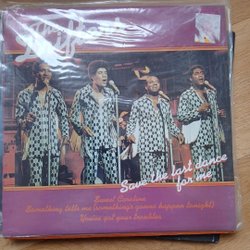 Save the last dance
for me
Sweet Caroline
Something tells me (something's gonna happen tonight)
You've got your troubles